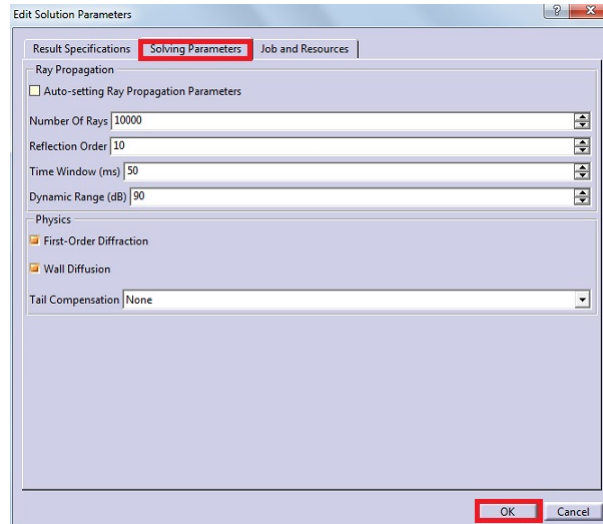 Edit Solution Parameters
Result Specifications Solving Parameters Job and Resources
Ray Propagation
Auto-setting Ray Propagation Parameters
Number Of Rays 10000
Reflection Order 10
Time Window (ms) 50
Dynamic Range (dB) 90
Physics
First-Order Diffraction
Wall Diffusion
Tail Compensation None
OK Cancel